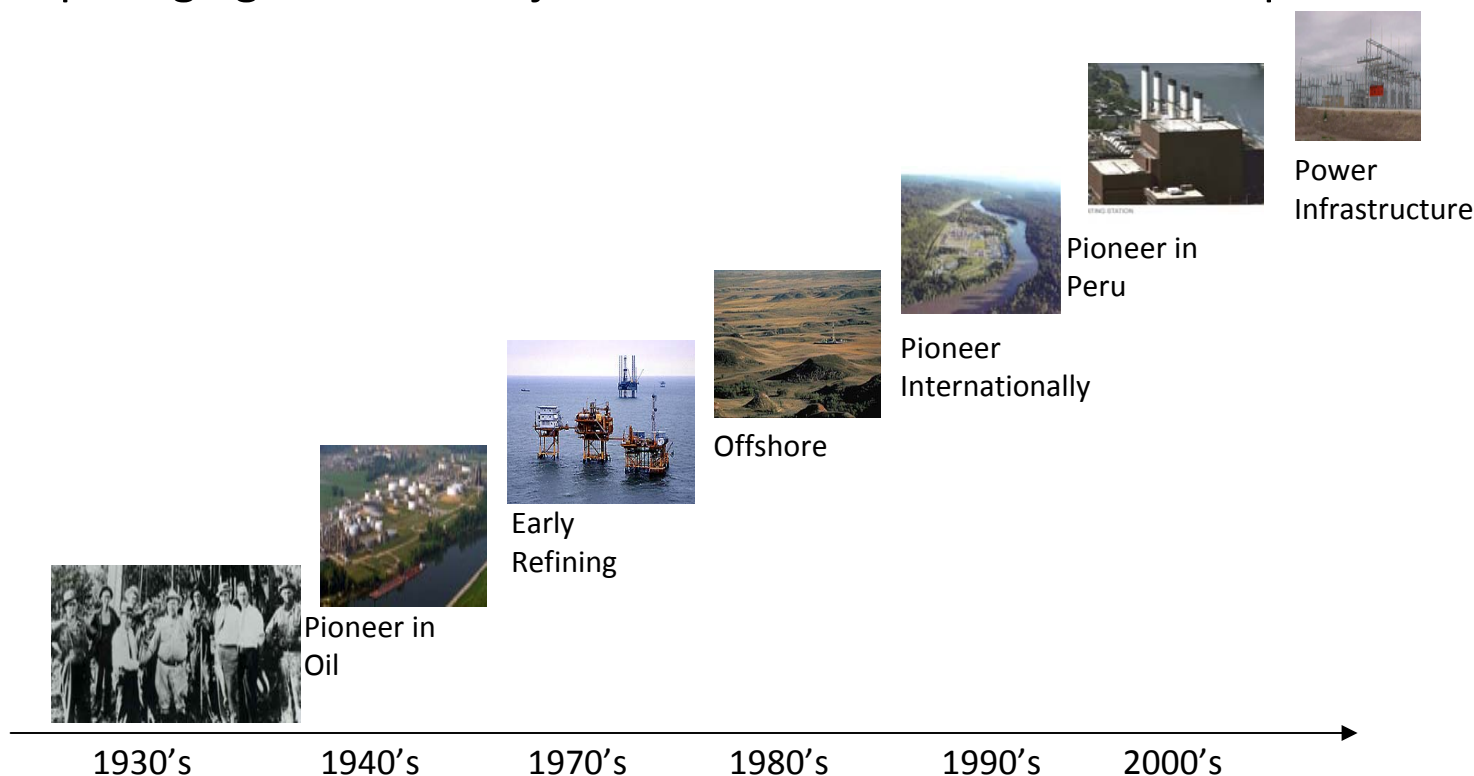 Power
Infrastructure
Pioneer in
Peru
Pioneer
Internationally
Offshore
Early
Refining
Pioneer in
Oil
1930’s 1940’s 1970’s 1980’s 1990’s 2000’s